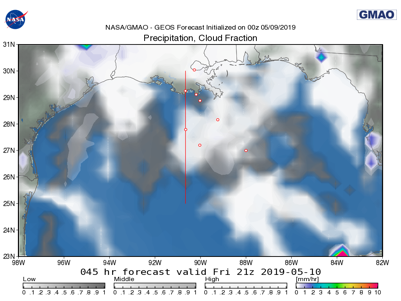 NASA
GMAO
NASA/GMAO - GEOS Forecast Initialized on 00z 05/09/2019
Precipitation, Cloud Fraction
31N
30N
29N
28N
27N
26N
25N
24N
23N
98W 96W 94W 92W 90W 88W 86W 84W 82W
045 hr forecast valid Fri 21z 2019-05-10
Low Middle High [mm/hr]
0 .1 .2 .3 .4 .5 .6 .7 .8 .9 1 0 .1 .2 .3 .4 .5 .6 .7 .8 .9 1 0 .1 .2 .3 .4 .5 .6 .7 .8 .9 1 0 1 2 3 4 5 6 7 8 9 10